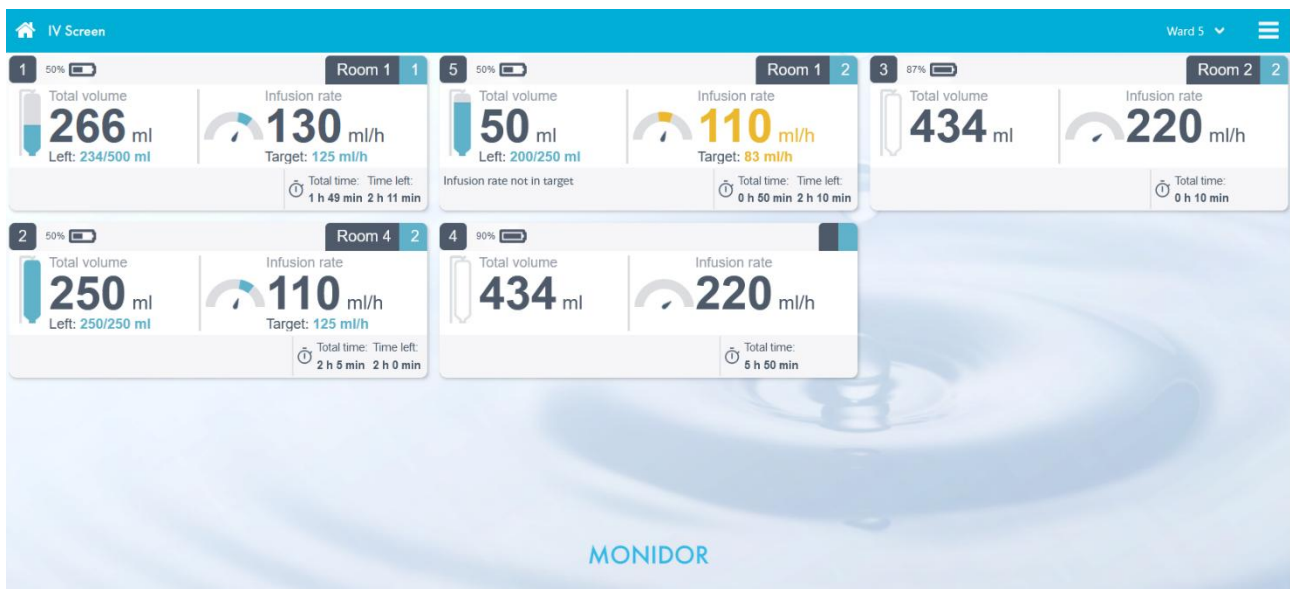 IV Screen
Ward 5
1 50% Room 1 1
Total volume Infusion rate
266 ml 130 ml/h
Left: 234/500 ml Target: 125 ml/h
Total time: Time left:
1 h 49 min 2 h 11 min
5 50% Room 1 2
Total volume Infusion rate
50 ml 110 ml/h
Left: 200/250 ml Target: 83 ml/h
Infusion rate not in target Total time: Time left:
0 h 50 min 2 h 10 min
3 87% Room 2 2
Total volume Infusion rate
434 ml 220 ml/h
Total time:
0 h 10 min
2 50% Room 4 2
Total volume Infusion rate
250 ml 110 ml/h
Left: 250/250 ml Target: 125 ml/h
Total time: Time left:
2 h 5 min 2 h 0 min
4 90%
Total volume Infusion rate
434 ml 220 ml/h
Total time:
5 h 50 min
MONIDOR